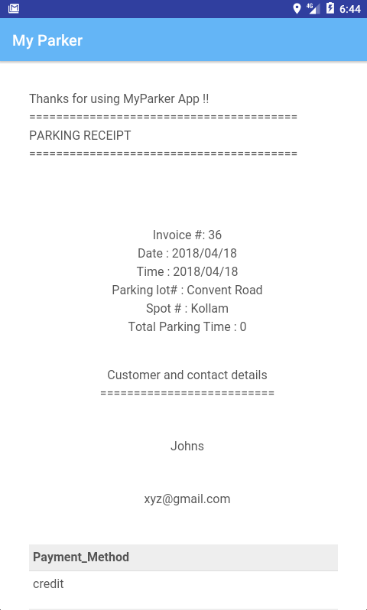 6:44
My Parker
Thanks for using MyParker App !!
========================================
PARKING RECEIPT
========================================
Invoice #: 36
Date : 2018/04/18
Time : 2018/04/18
Parking lot# : Convent Road
Spot # : Kollam
Total Parking Time : 0
Customer and contact details
==========================
Johns
xyz@gmail.com
Payment_Method
credit